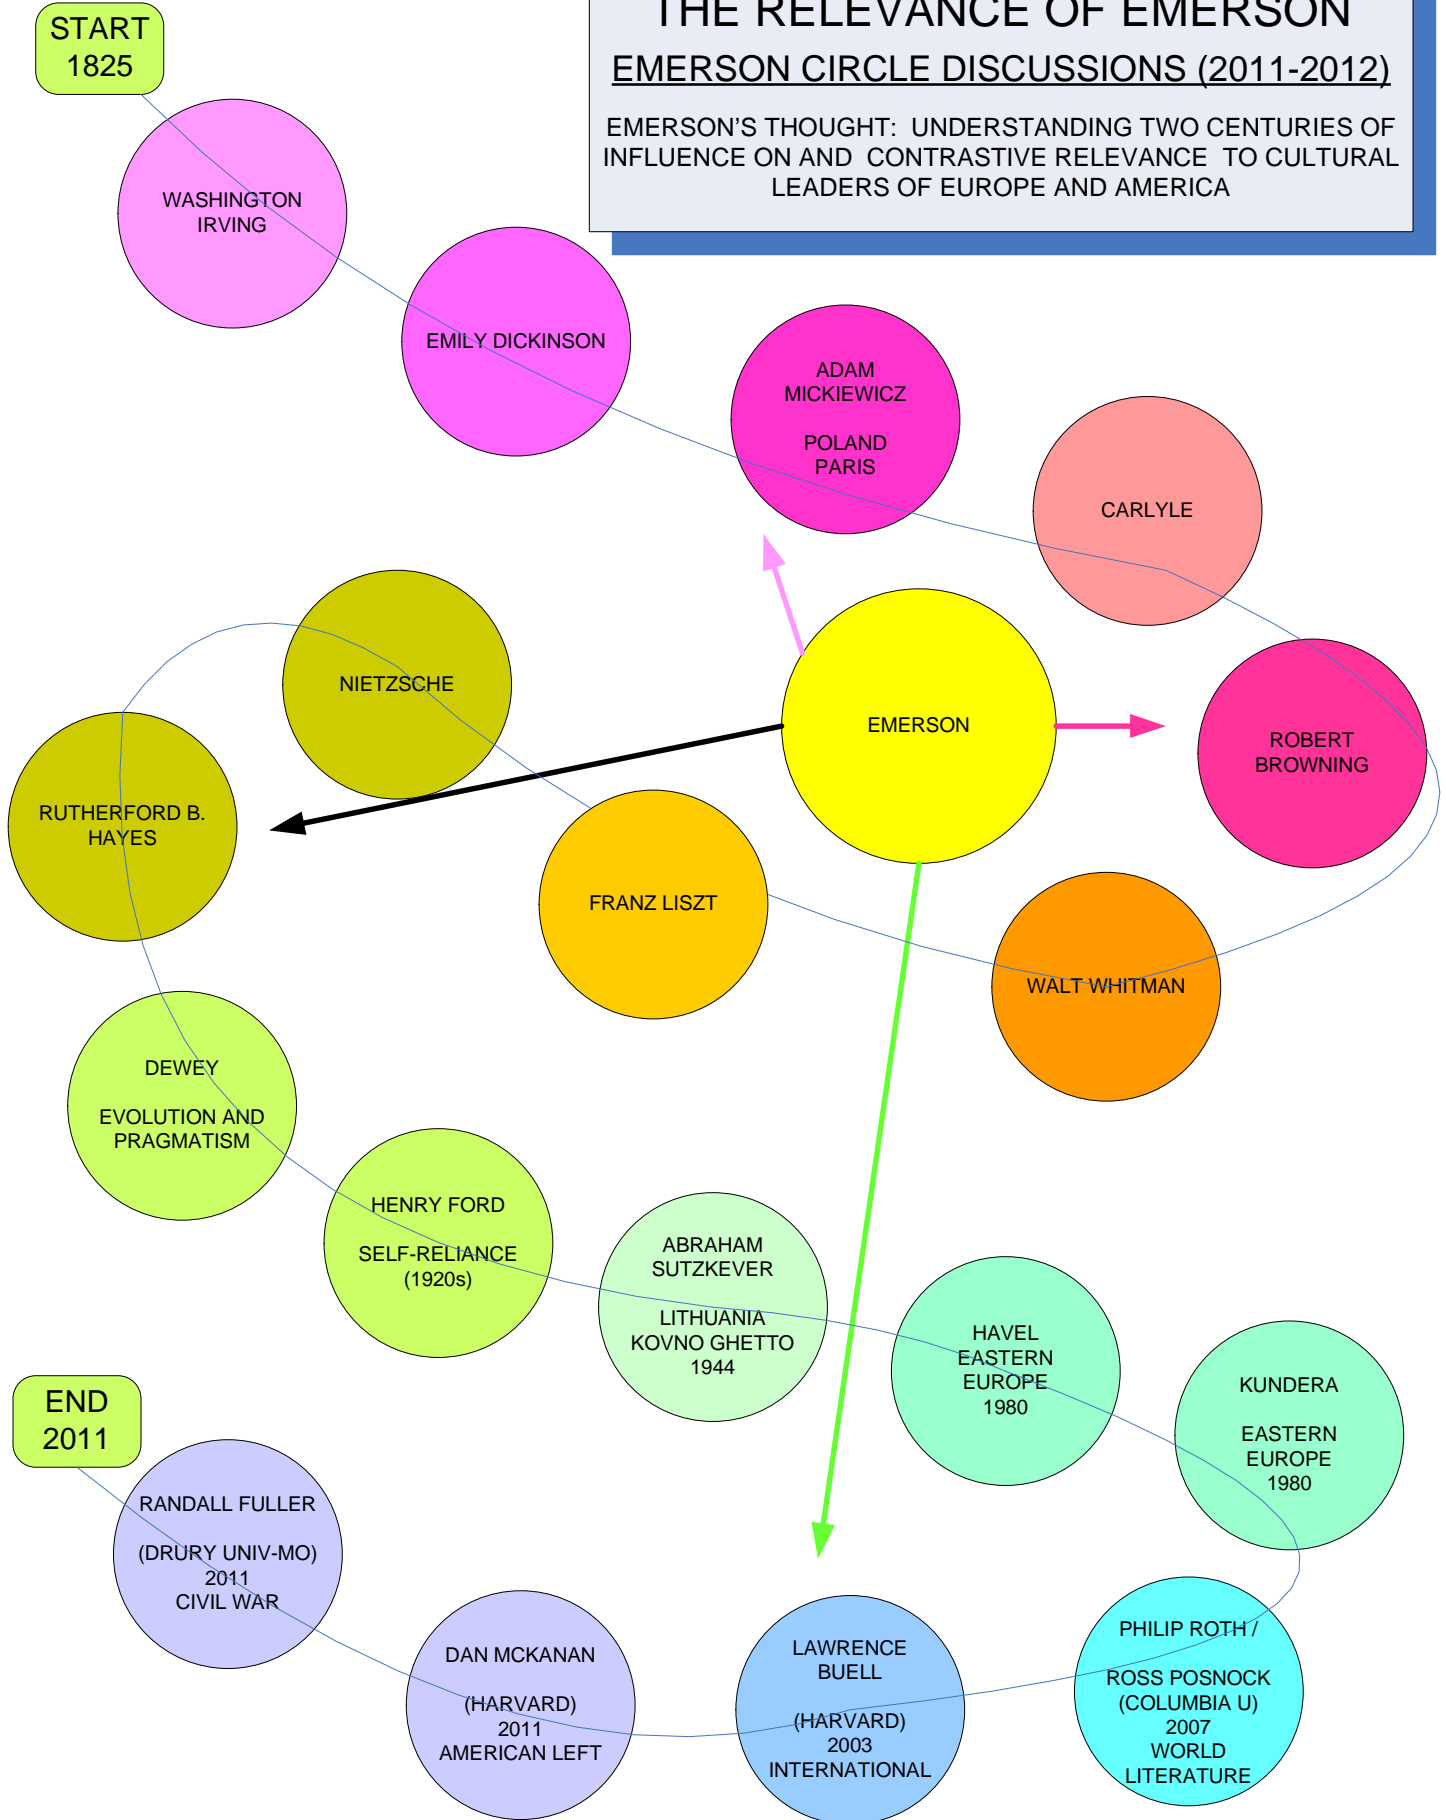 START
1825
THE RELEVANCE OF EMERSON
EMERSON CIRCLE DISCUSSIONS (2011-2012)
EMERSON'S THOUGHT: UNDERSTANDING TWO CENTURIES OF
INFLUENCE ON AND CONTRASTIVE RELEVANCE TO CULTURAL
LEADERS OF EUROPE AND AMERICA
WASHINGTON
IRVING
EMILY DICKINSON
ADAM
MICKIEWICZ
POLAND
PARIS
CARLYLE
ROBERT
BROWNING
EMERSON
NIETZSCHE
RUTHERFORD B.
HAYES
FRANZ LISZT
WALT WHITMAN
DEWEY
EVOLUTION AND
PRAGMATISM
HENRY FORD
SELF-RELIANCE
(1920s)
ABRAHAM
SUTZKEVER
LITHUANIA
KOVNO GHETTO
1944
HAVEL
EASTERN
EUROPE
1980
KUNDERA
EASTERN
EUROPE
1980
END
2011
RANDALL FULLER
(DRURY UNIV-MO)
2011
CIVIL WAR
DAN MCKANAN
(HARVARD)
2011
AMERICAN LEFT
LAWRENCE
BUELL
(HARVARD)
2003
INTERNATIONAL
PHILIP ROTH /
ROSS POSNOCK
(COLUMBIA U)
2007
WORLD
LITERATURE